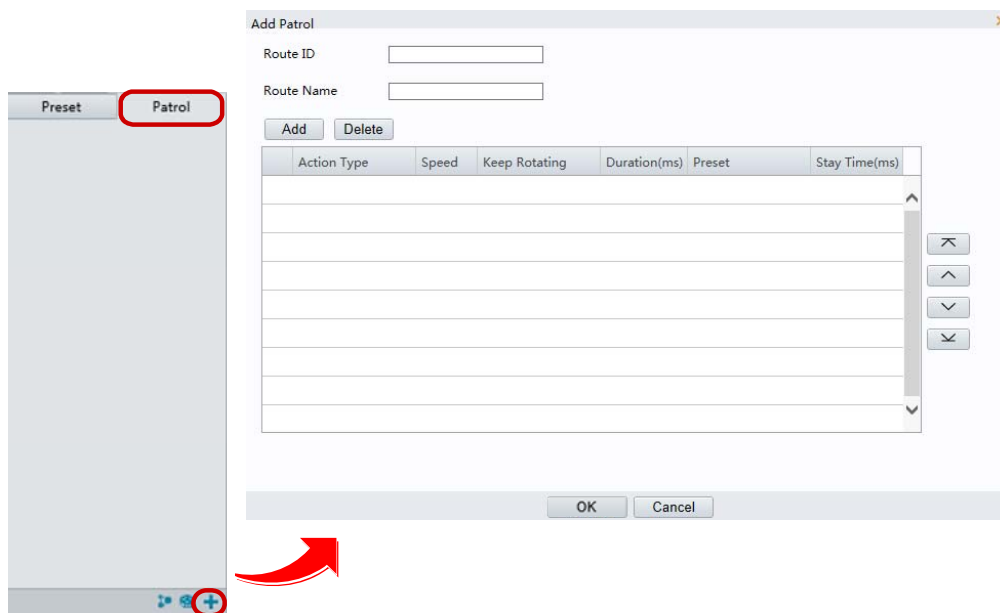 Preset Patrol
Add Patrol
Route ID
Route Name
Add Delete
Action Type Speed Keep Rotating Duration(ms) Preset Stay Time(ms)
OK Cancel